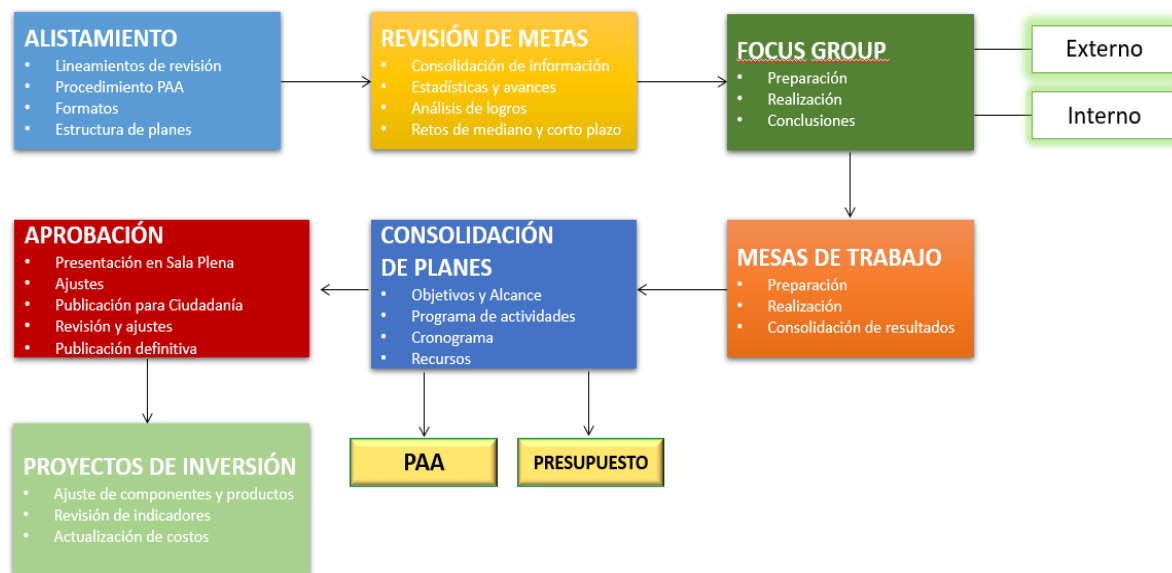 ALISTAMIENTO
• Lineamientos de revisión
• Procedimiento PAA
• Formatos
• Estructura de planes
REVISIÓN DE METAS
• Consolidación de información
• Estadísticas y avances
• Análisis de logros
• Retos de mediano y corto plazo
FOCUS GROUP
• Preparación
• Realización
• Conclusiones
Externo
Interno
APROBACIÓN
• Presentación en Sala Plena
• Ajustes
• Publicación para Ciudadanía
• Revisión y ajustes
• Publicación definitiva
CONSOLIDACIÓN
DE PLANES
• Objetivos y Alcance
• Programa de actividades
• Cronograma
• Recursos
MESAS DE TRABAJO
• Preparación
• Realización
• Consolidación de resultados
PROYECTOS DE INVERSIÓN
• Ajuste de componentes y productos
• Revisión de indicadores
• Actualización de costos
PAA
PRESUPUESTO